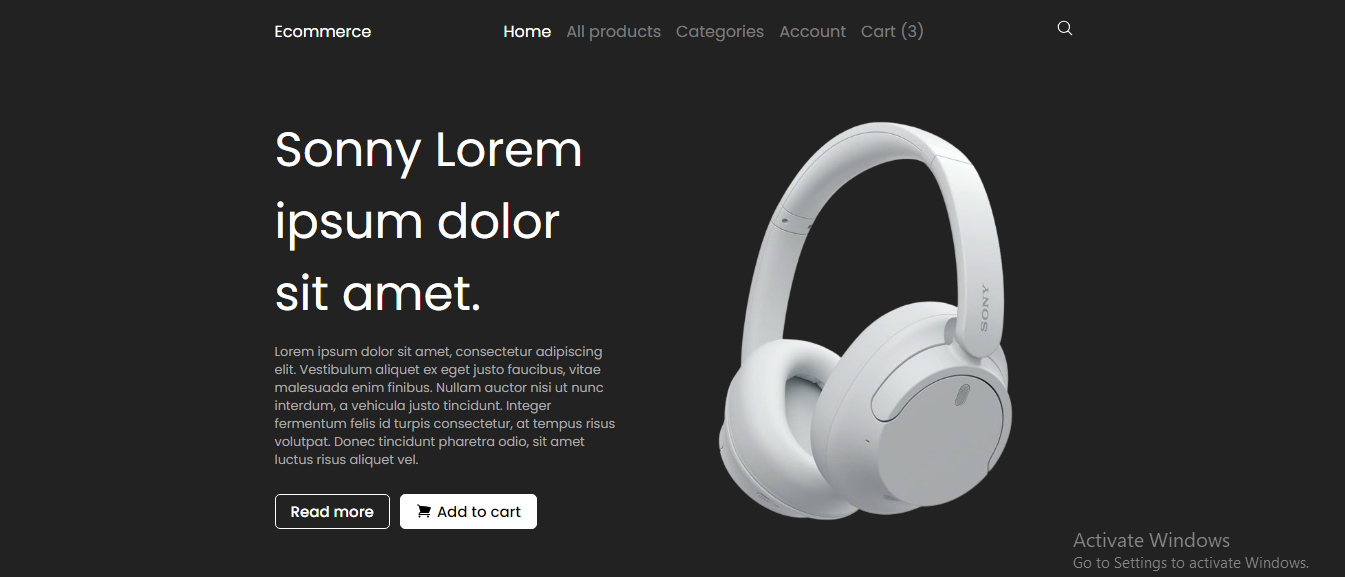 Ecommerce Home All products Categories Account Cart (3)
Sonny Lorem
ipsum dolor
sit amet.
Lorem ipsum dolor sit amet, consectetur adipiscing
elit. Vestibulum aliquet ex eget justo faucibus, vitae
malesuada enim finibus. Nullam auctor nisi ut nunc
interdum, a vehicula justo tincidunt. Integer
fermentum felis id turpis consectetur, at tempus risus
volutpat. Donec tincidunt pharetra odio, sit amet
luctus risus aliquet vel.
Read more Add to cart
SONY
Activate Windows
Go to Settings to activate Windows.